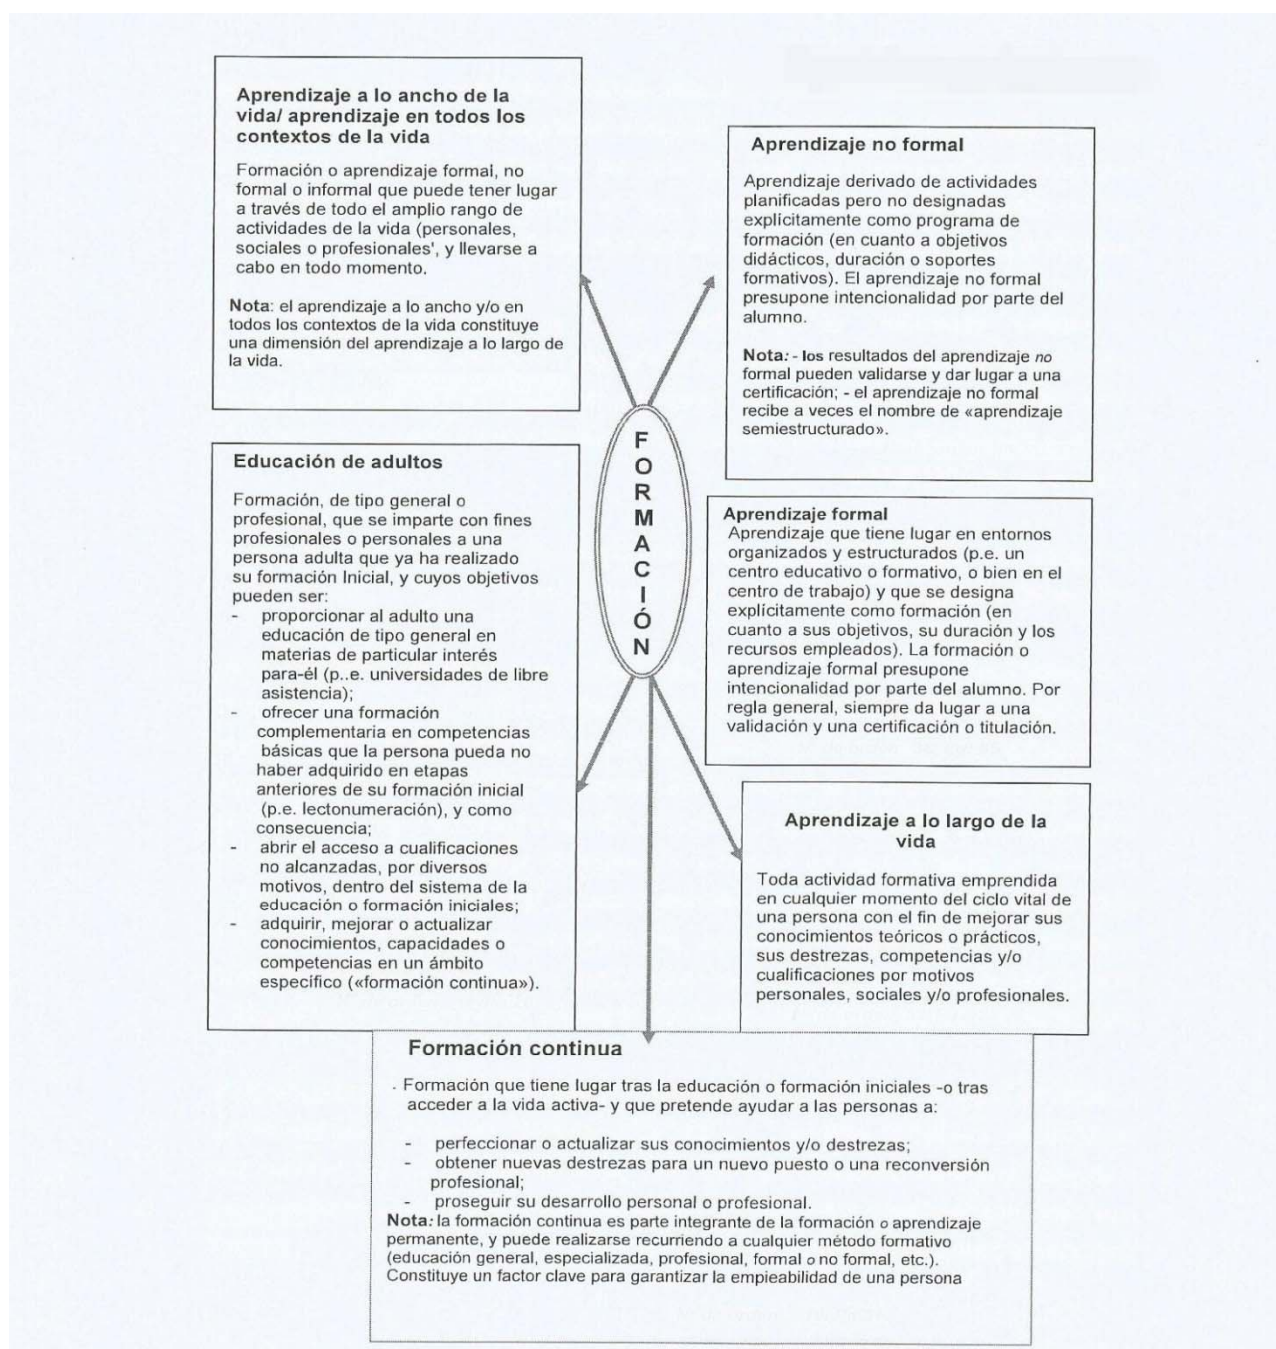 Aprendizaje a lo ancho de la
vida/ aprendizaje en todos los
contextos de la vida
Formación o aprendizaje formal, no
formal o informal que puede tener lugar
a través de todo el amplio rango de
actividades de la vida (personales,
sociales o profesionales', y llevarse a
cabo en todo momento.
Nota: el aprendizaje a lo ancho y/o en
todos los contextos de la vida constituye
una dimensión del aprendizaje a lo largo de
la vida.
Aprendizaje no formal
Aprendizaje derivado de actividades
planificadas pero no designadas
explícitamente como programa de
formación (en cuanto a objetivos
didácticos, duración o soportes
formativos). El aprendizaje no formal
presupone intencionalidad por parte del
alumno.
Nota: - los resultados del aprendizaje no
formal pueden validarse y dar lugar a una
certificación; - el aprendizaje no formal
recibe a veces el nombre de «aprendizaje
semiestructurado».
FORMACIÓN
Educación de adultos
Formación, de tipo general o
profesional, que se imparte con fines
profesionales o personales a una
persona adulta que ya ha realizado
su formación Inicial, y cuyos objetivos
pueden ser:
- proporcionar al adulto una
educación de tipo general en
materias de particular interés
para-él (p..e. universidades de libre
asistencia);
- ofrecer una formación
complementaria en competencias
básicas que la persona pueda no
haber adquirido en etapas
anteriores de su formación inicial
(p.e. lectonumeración), y como
consecuencia;
- abrir el acceso a cualificaciones
no alcanzadas, por diversos
motivos, dentro del sistema de la
educación o formación iniciales;
- adquirir, mejorar o actualizar
conocimientos, capacidades o
competencias en un ámbito
específico («formación continua»).
Aprendizaje formal
Aprendizaje que tiene lugar en entornos
organizados y estructurados (p.e. un
centro educativo o formativo, o bien en el
centro de trabajo) y que se designa
explícitamente como formación (en
cuanto a sus objetivos, su duración y los
recursos empleados). La formación o
aprendizaje formal presupone
intencionalidad por parte del alumno. Por
regla general, siempre da lugar a una
validación y una certificación o titulación.
Aprendizaje a lo largo de la
vida
Toda actividad formativa emprendida
en cualquier momento del ciclo vital de
una persona con el fin de mejorar sus
conocimientos teóricos o prácticos,
sus destrezas, competencias y/o
cualificaciones por motivos
personales, sociales y/o profesionales.
Formación continua
. Formación que tiene lugar tras la educación o formación iniciales -o tras
acceder a la vida activa- y que pretende ayudar a las personas a:
- perfeccionar o actualizar sus conocimientos y/o destrezas;
- obtener nuevas destrezas para un nuevo puesto o una reconversión
profesional;
- proseguir su desarrollo personal o profesional.
Nota: la formación continua es parte integrante de la formación o aprendizaje
permanente, y puede realizarse recurriendo a cualquier método formativo
(educación general, especializada, profesional, formal o no formal, etc.).
Constituye un factor clave para garantizar la empieabilidad de una persona